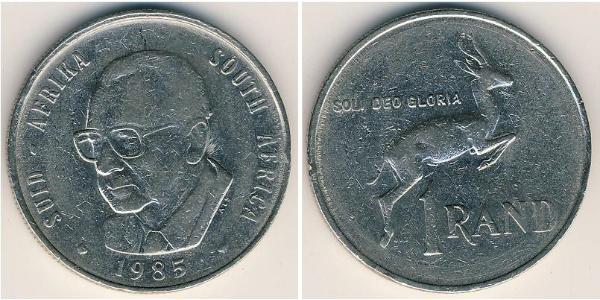 SUID · AFRIKA SOUTH AFRICA
1985
SOLI DEO GLORIA
1 RAND